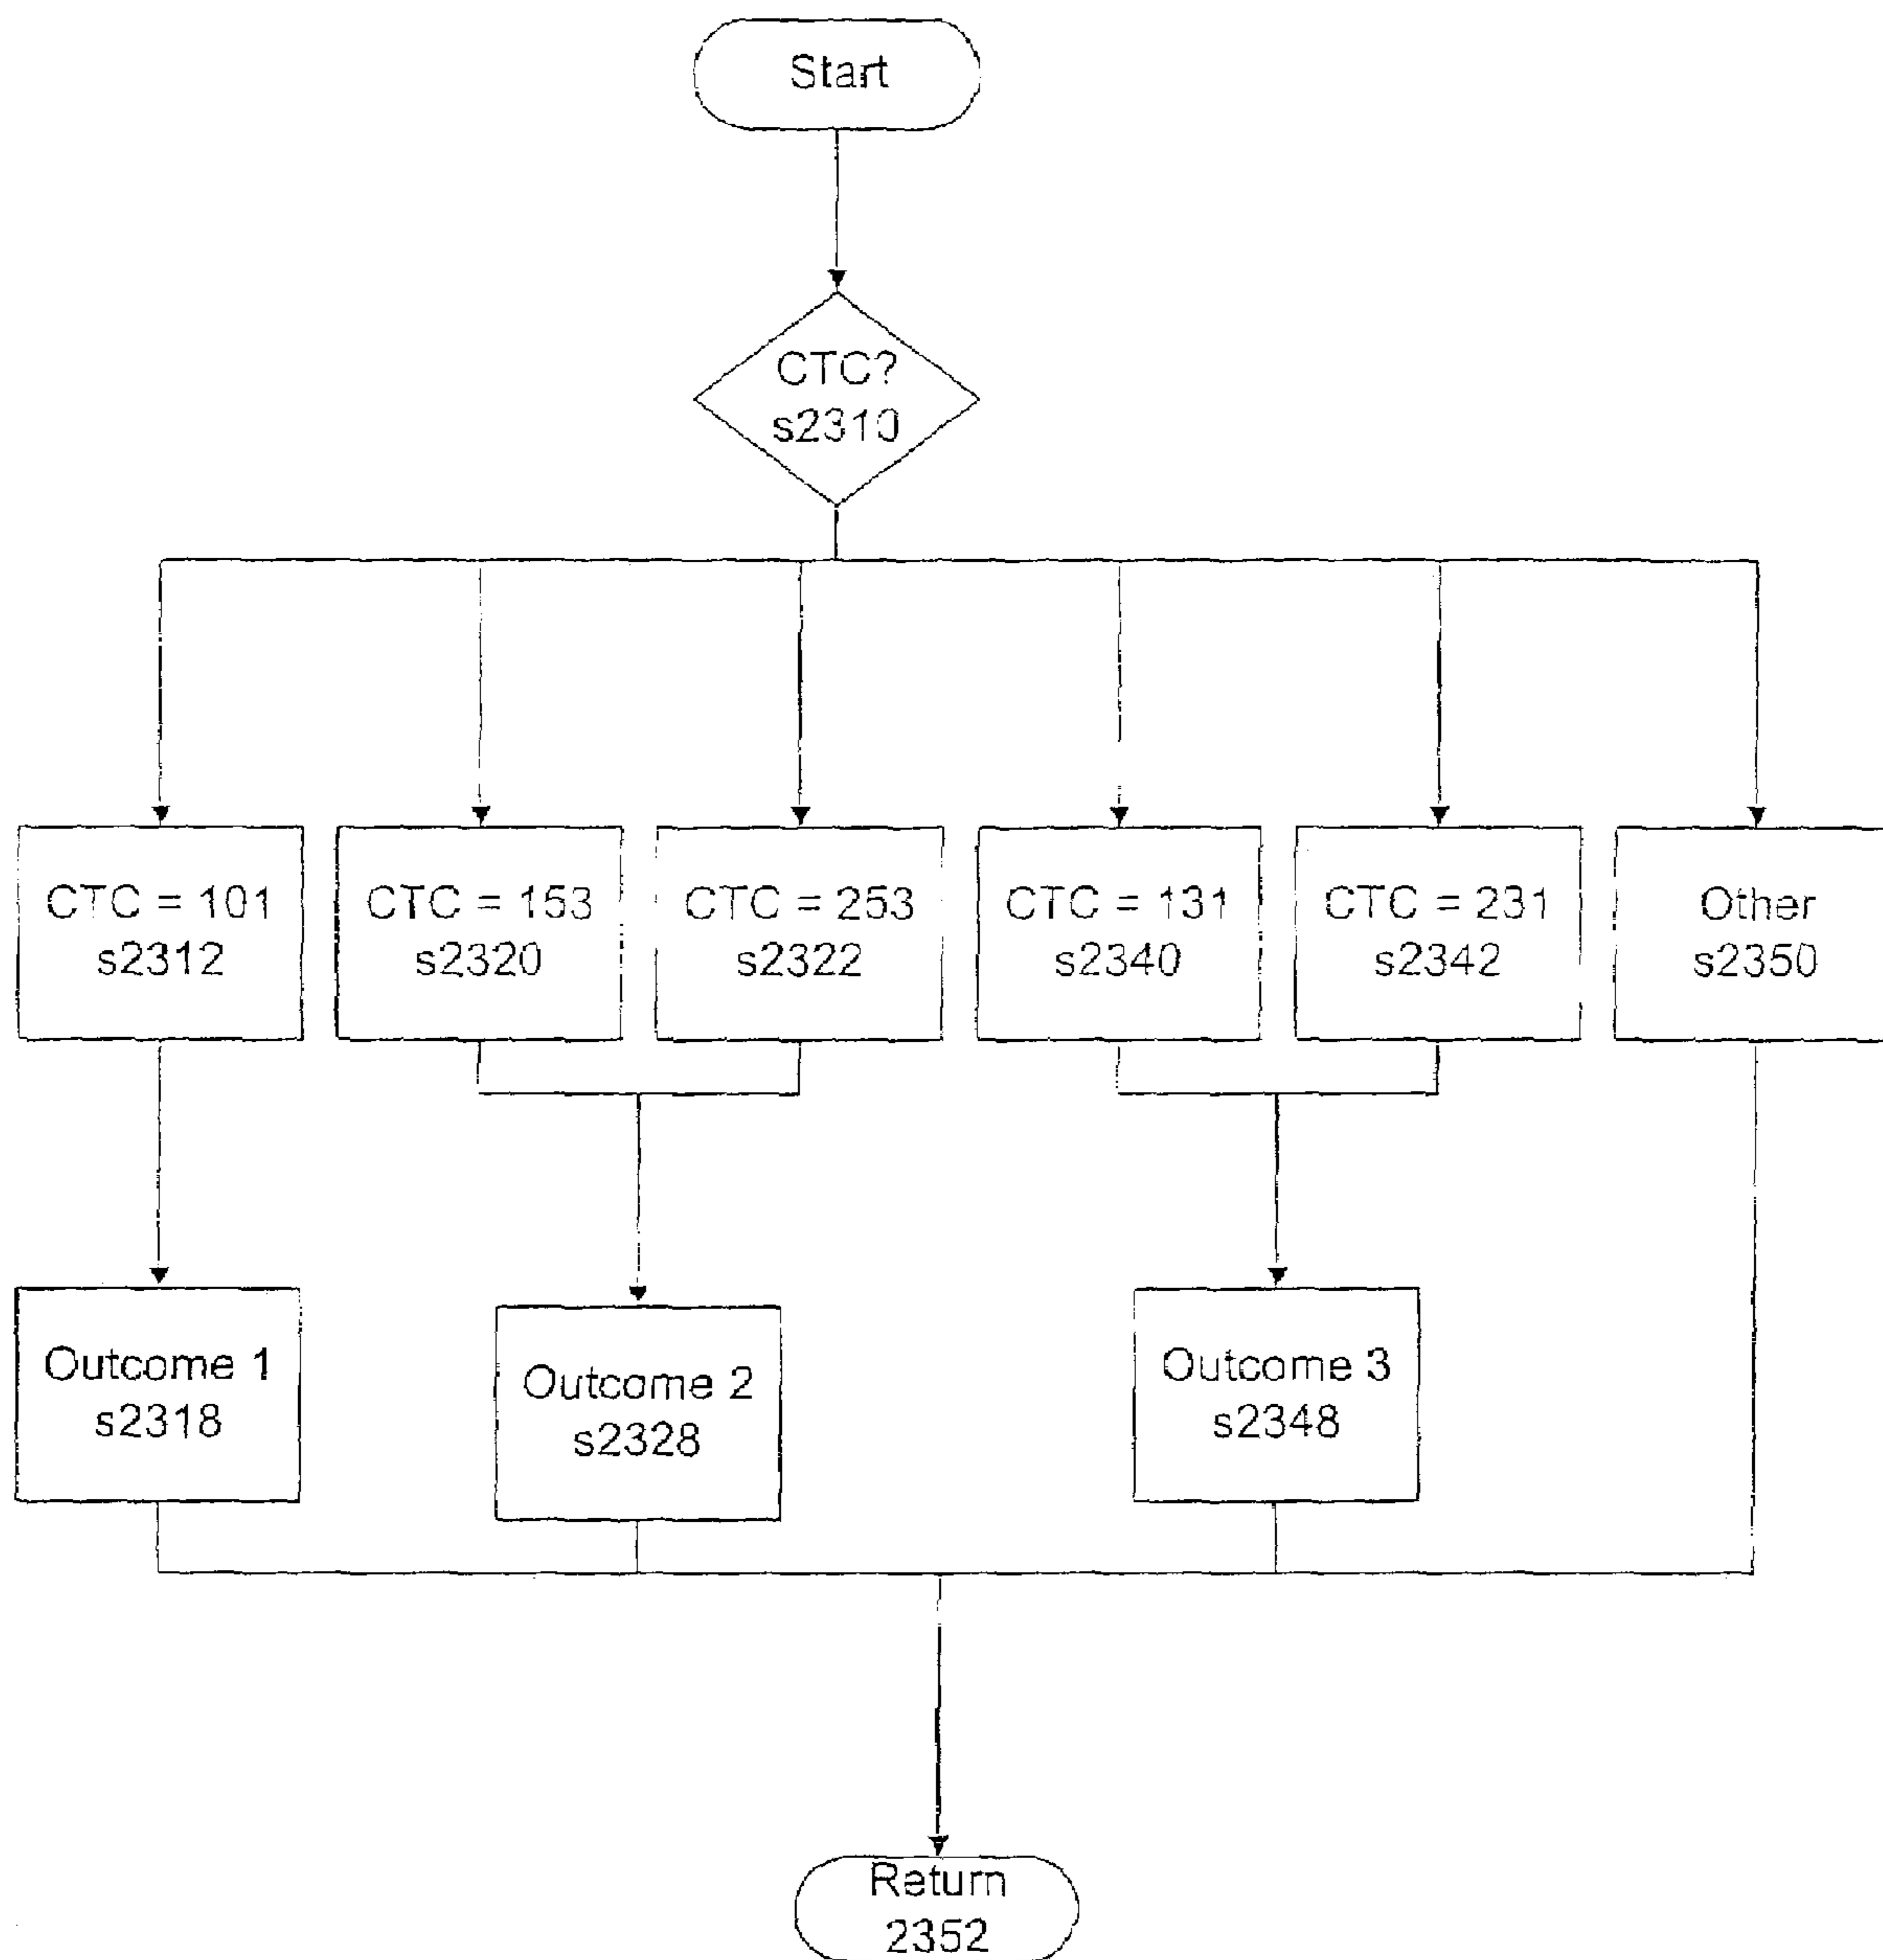 Start
CTC?
s2310
CTC = 101
s2312
CTC = 153
s2320
CTC = 253
s2322
CTC = 131
s2340
CTC = 231
s2342
Other
s2350
Outcome 1
s2318
Outcome 2
s2328
Outcome 3
s2348
Return
2352